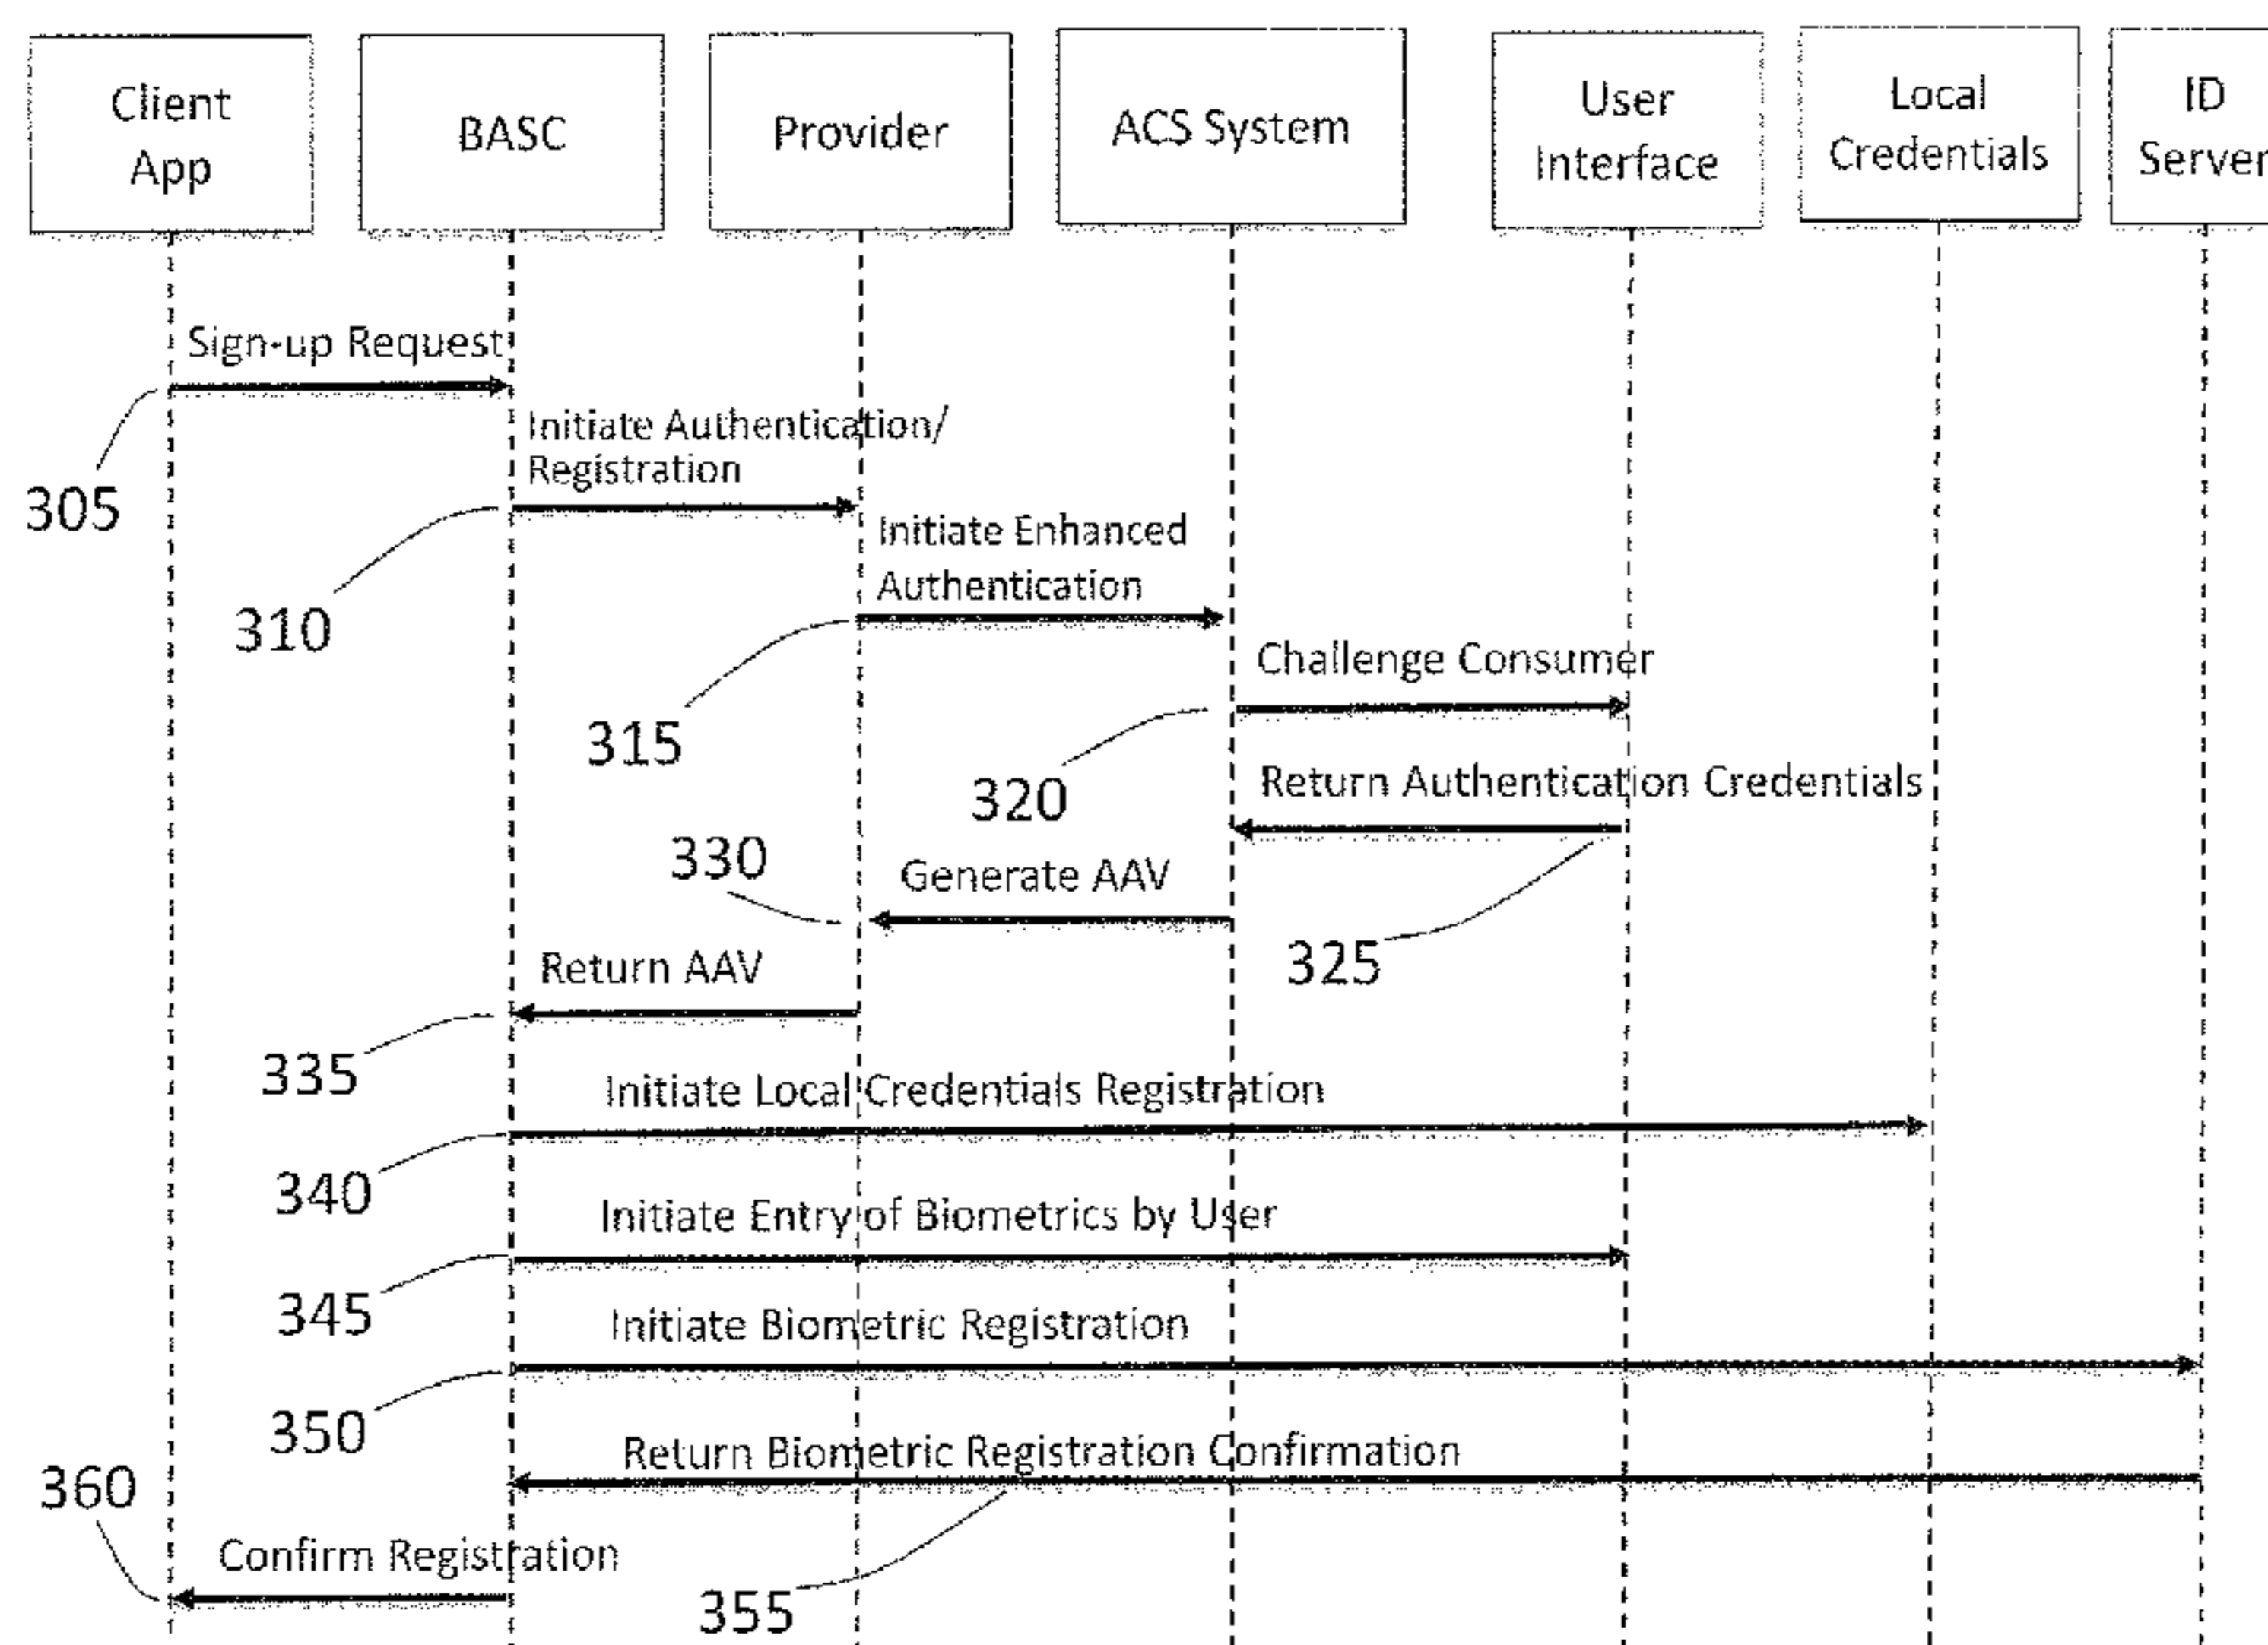 Client
App
BASC
Provider
ACS System
User
Interface
Local
Credentials
ID
Server
Sign-up Request
305
Initiate Authentication/
Registration
310
Initiate Enhanced
Authentication
315
Challenge Consumer
320
Return Authentication Credentials
325
330
Generate AAV
Return AAV
335
Initiate Local Credentials Registration
340
Initiate Entry of Biometrics by User
345
Initiate Biometric Registration
350
Return Biometric Registration Confirmation
355
360
Confirm Registration